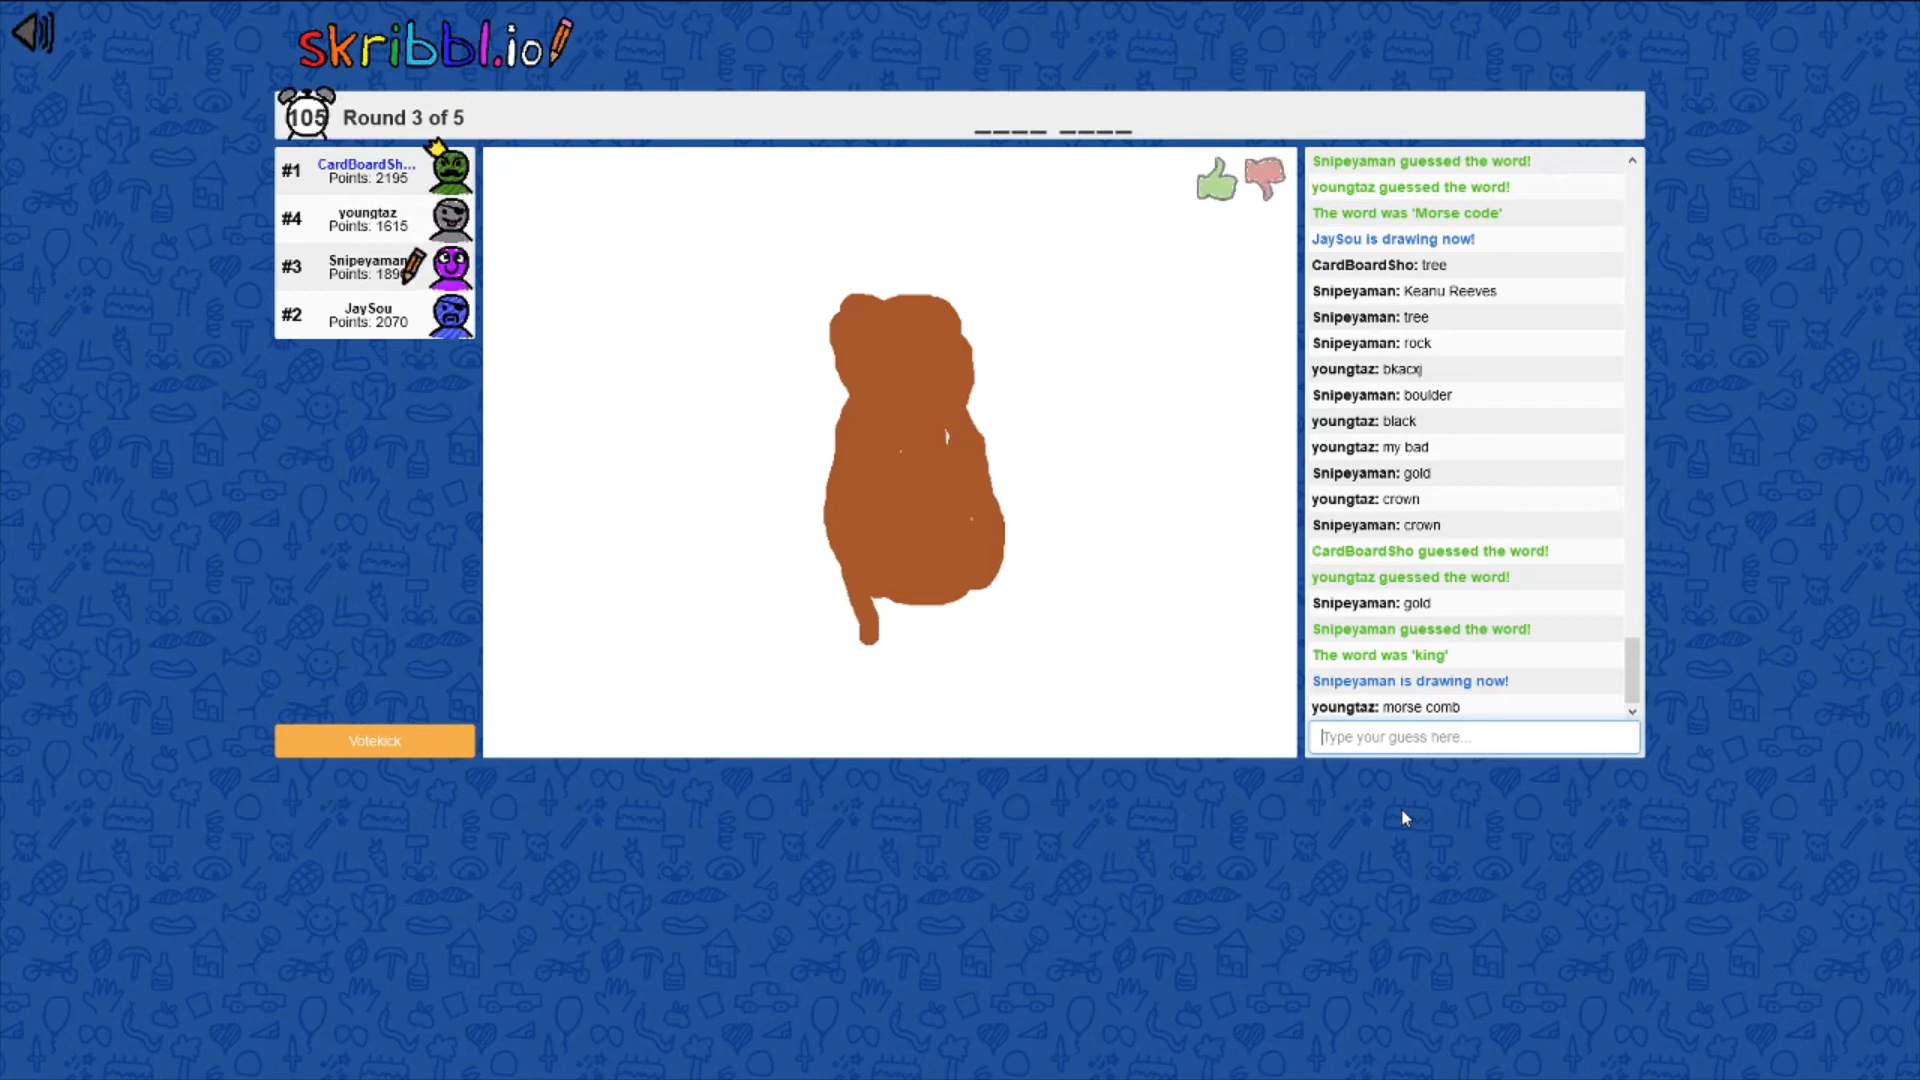 skribbl.io
105 Round 3 of 5 ____ ____
#1 CardBoardSh...
Points: 2195
#4 youngtaz
Points: 1615
#3 Snipeyaman
Points: 189
#2 JaySou
Points: 2070
Votekick
Snipeyaman guessed the word!
youngtaz guessed the word!
The word was 'Morse code'
JaySou is drawing now!
CardBoardSho: tree
Snipeyaman: Keanu Reeves
Snipeyaman: tree
Snipeyaman: rock
youngtaz: bkacxj
Snipeyaman: boulder
youngtaz: black
youngtaz: my bad
Snipeyaman: gold
youngtaz: crown
Snipeyaman: crown
CardBoardSho guessed the word!
youngtaz guessed the word!
Snipeyaman: gold
Snipeyaman guessed the word!
The word was 'king'
Snipeyaman is drawing now!
youngtaz: morse comb
Type your guess here...